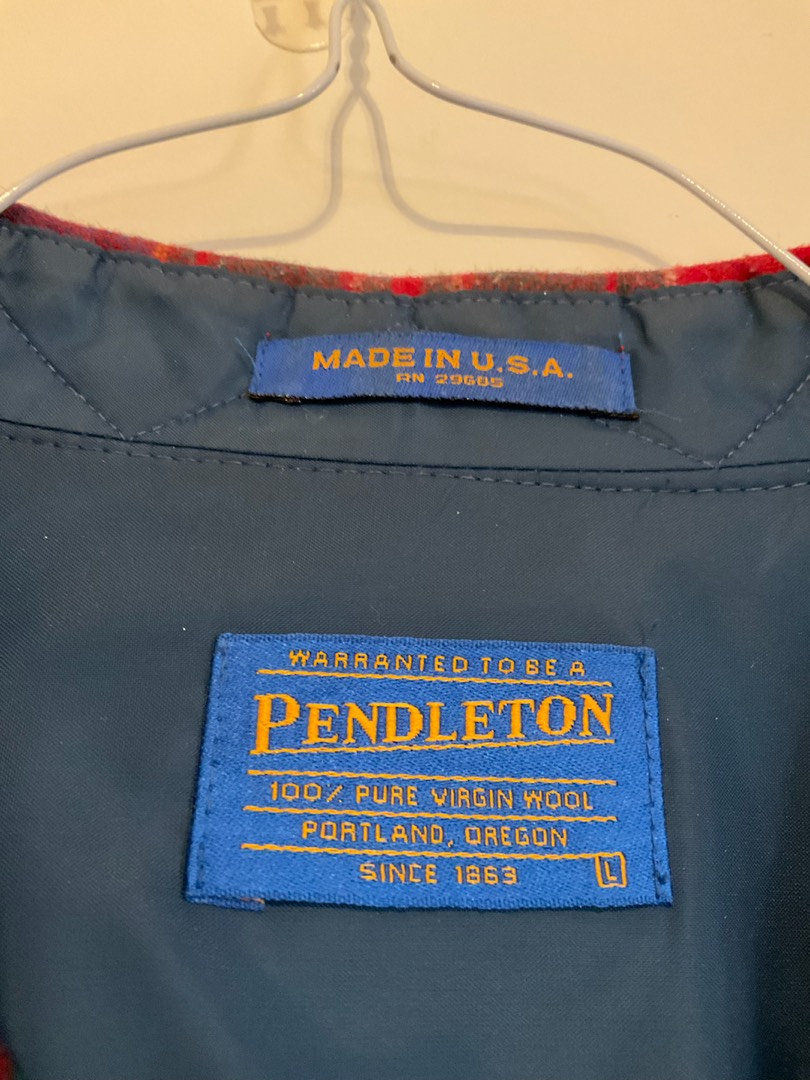 MADE IN U.S.A.
RN 29685
WARRANTED TO BE A
PENDLETON
100% PURE VIRGIN WOOL
PORTLAND, OREGON
SINCE 1863
L